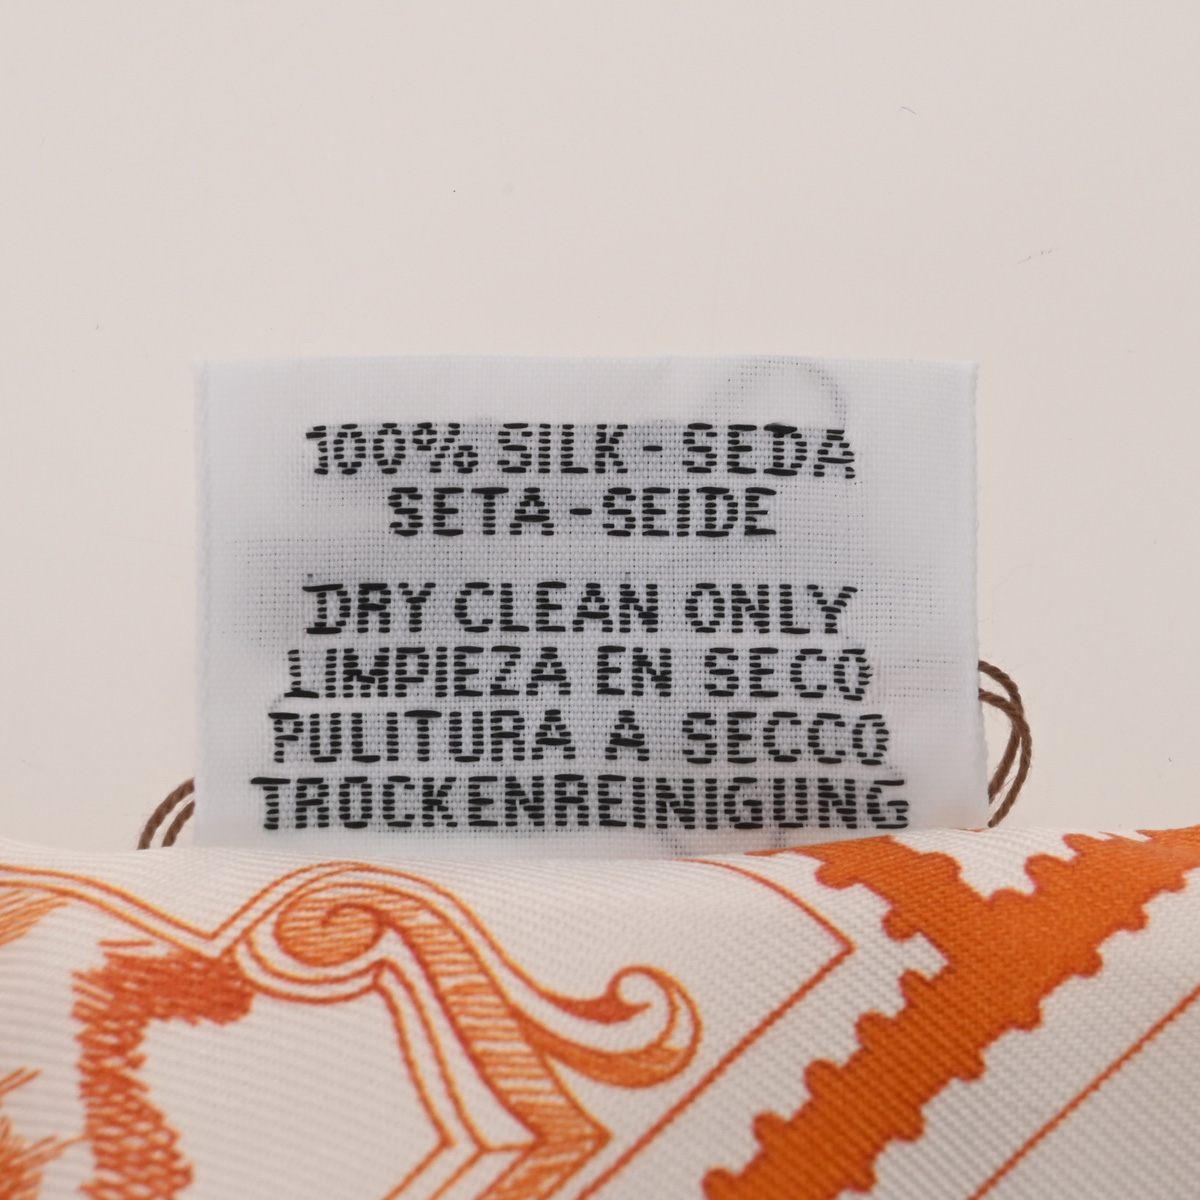 100% SILK-SEDA
SETA-SEIDE
DRY CLEAN ONLY
LIMPIEZA EN SECO
PULITURA A SECCO
TROCKENREINIGUNG